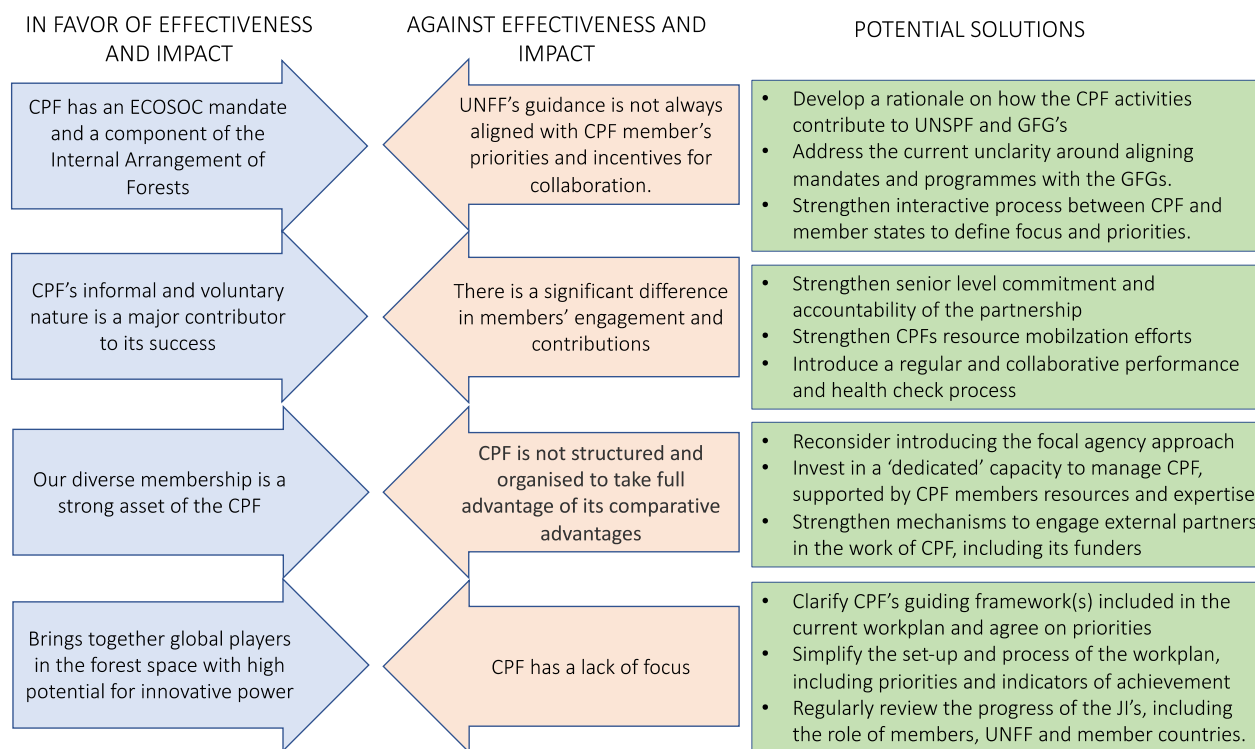 IN FAVOR OF EFFECTIVENESS
AND IMPACT
AGAINST EFFECTIVENESS AND
IMPACT
POTENTIAL SOLUTIONS
CPF has an ECOSOC mandate
and a component of the
Internal Arrangement of
Forests
UNFF's guidance is not always
aligned with CPF member's
priorities and incentives for
collaboration.
• Develop a rationale on how the CPF activities
contribute to UNSPF and GFG's
• Address the current unclarity around aligning
mandates and programmes with the GFGs.
• Strengthen interactive process between CPF and
member states to define focus and priorities.
CPF's informal and voluntary
nature is a major contributor
to its success
There is a significant difference
in members' engagement and
contributions
• Strengthen senior level commitment and
accountability of the partnership
• Strengthen CPFs resource mobilzation efforts
• Introduce a regular and collaborative performance
and health check process
Our diverse membership is a
strong asset of the CPF
CPF is not structured and
organised to take full
advantage of its comparative
advantages
• Reconsider introducing the focal agency approach
• Invest in a 'dedicated' capacity to manage CPF,
supported by CPF members resources and expertise
• Strengthen mechanisms to engage external partners
in the work of CPF, including its funders
Brings together global players
in the forest space with high
potential for innovative power
CPF has a lack of focus
• Clarify CPF's guiding framework(s) included in the
current workplan and agree on priorities
• Simplify the set-up and process of the workplan,
including priorities and indicators of achievement
• Regularly review the progress of the JI's, including
the role of members, UNFF and member countries.